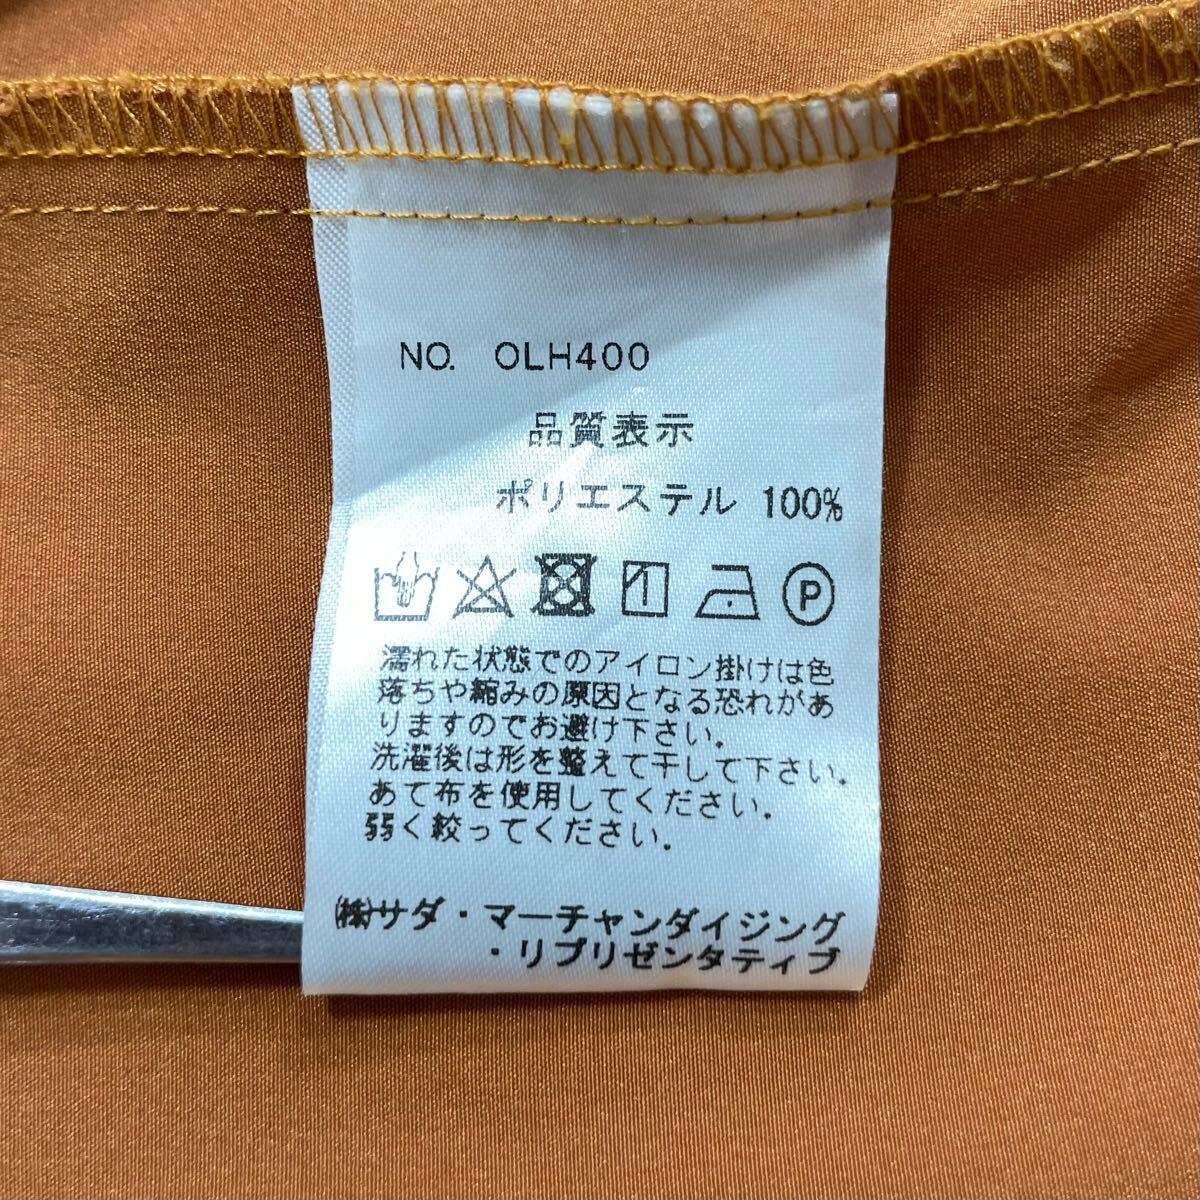 NO. OLH400
品質表示
ポリエステル 100%
P
濡れた状態でのアイロン掛けは色
落ちや縮みの原因となる恐れがあ
りますのでお避け下さい。
洗濯後は形を整えて干して下さい。
あて布を使用してください。
弱く絞ってください。
㈱サダ・マーチャンダイジング
・リプリゼンタティブ